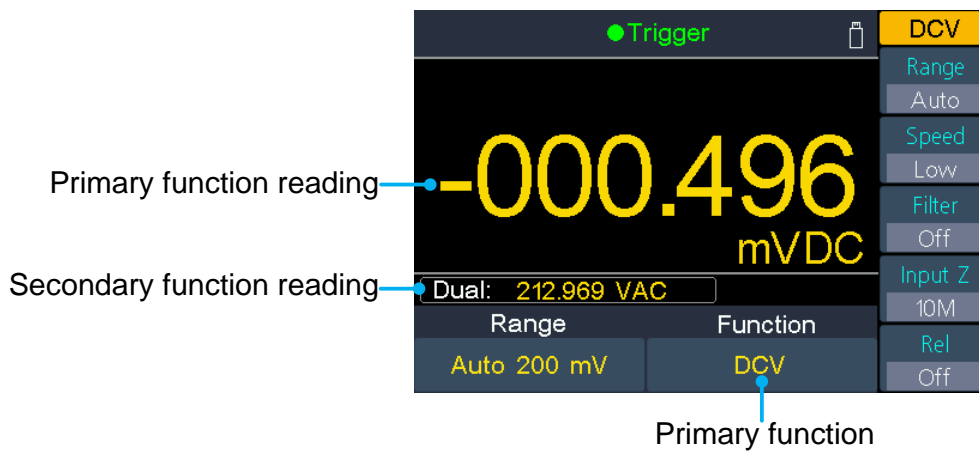 Trigger
DCV
Range
Auto
Speed
Low
Filter
Off
Input Z
10M
Rel
Off
Primary function reading
-000.496
mVDC
Secondary function reading
Dual: 212.969 VAC
Range Function
Auto 200 mV DCV
Primary function